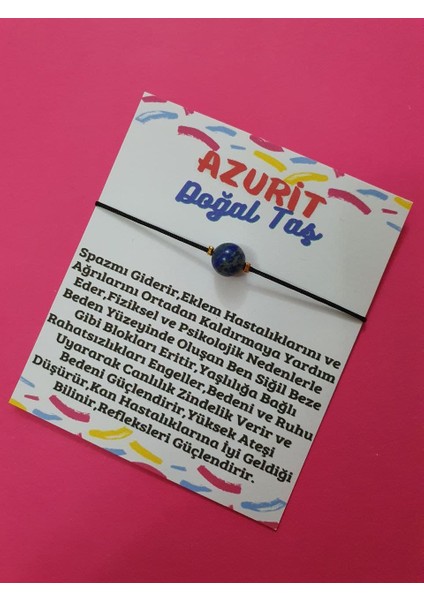 AZURİT
Doğal Taş
Spazmı Giderir,Eklem Hastalıklarını ve
Ağrılarını Ortadan Kaldırmaya Yardım
Eder,Fiziksel ve Psikolojik Nedenlerle
Beden Yüzeyinde Oluşan Ben Siğil Beze
Gibi Blokları Eritir,Yaşlılığa Bağlı
Rahatsızlıkları Engeller,Bedeni ve Ruhu
Uyararak Canlılık Zindelik Verir ve
Bedeni Güçlendirir,Yüksek Ateşi
Düşürür,Kan Hastalıklarına İyi Geldiği
Bilinir,Refleksleri Güçlendirir.